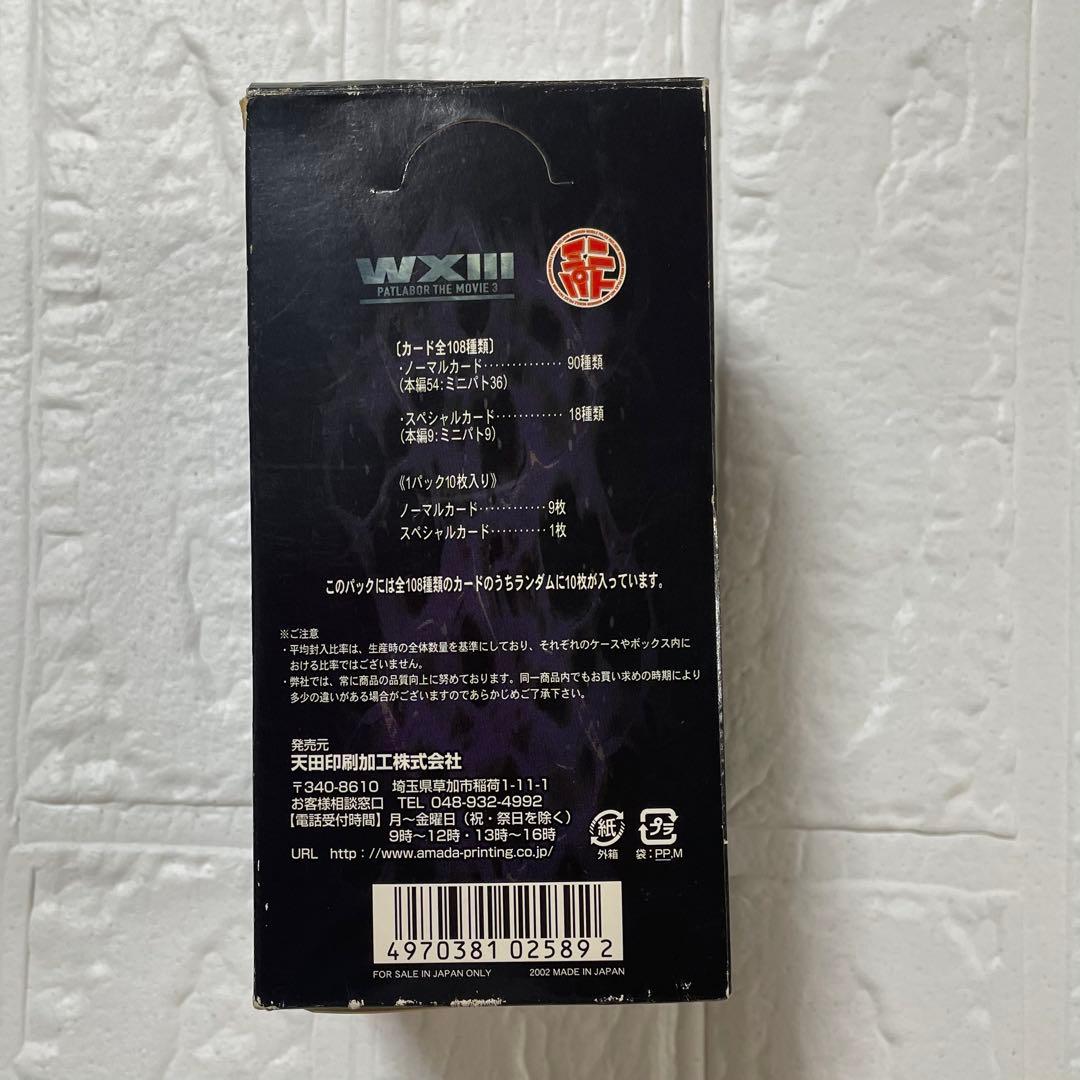 WXIII
PATLABOR THE MOVIE 3
ミニパト
〔カード全108種類〕
・ノーマルカード‥‥‥‥‥‥‥ 90種類
(本編54:ミニパト36)
・スペシャルカード‥‥‥‥‥‥ 18種類
(本編9:ミニパト9)
《1パック10枚入り》
ノーマルカード‥‥‥‥‥‥9枚
スペシャルカード‥‥‥‥‥1枚
このパックには全108種類のカードのうちランダムに10枚が入っています。
※ご注意
・平均封入比率は、生産時の全体数量を基準にしており、それぞれのケースやボックス内に
おける比率ではございません。
・弊社では、常に商品の品質向上に努めております。同一商品内でもお買い求めの時期により
多少の違いがある場合がございますのであらかじめご了承下さい。
発売元
天田印刷加工株式会社
〒340-8610 埼玉県草加市稲荷1-11-1
お客様相談窓口 TEL 048-932-4992
【電話受付時間】月～金曜日(祝・祭日を除く)
9時～12時・13時～16時
URL http://www.amada-printing.co.jp/
紙
外箱
プラ
袋:PP,M
4970381025892
FOR SALE IN JAPAN ONLY 2002 MADE IN JAPAN